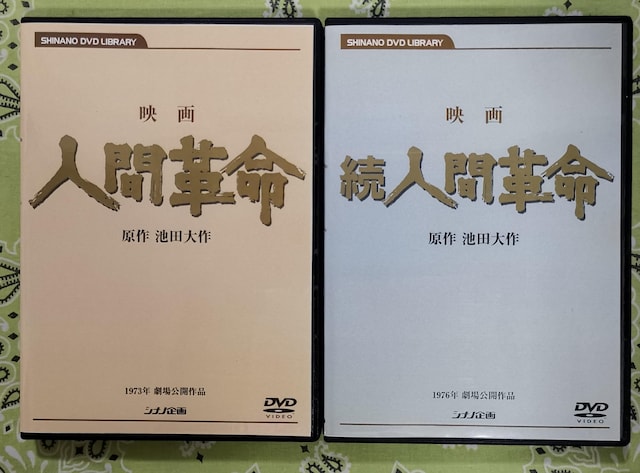 SHINANO DVD LIBRARY
映画
人間革命
原作 池田大作
1973年 劇場公開作品
シナノ企画
DVD
VIDEO
SHINANO DVD LIBRARY
映画
続人間革命
原作 池田大作
1976年 劇場公開作品
シナノ企画
DVD
VIDEO